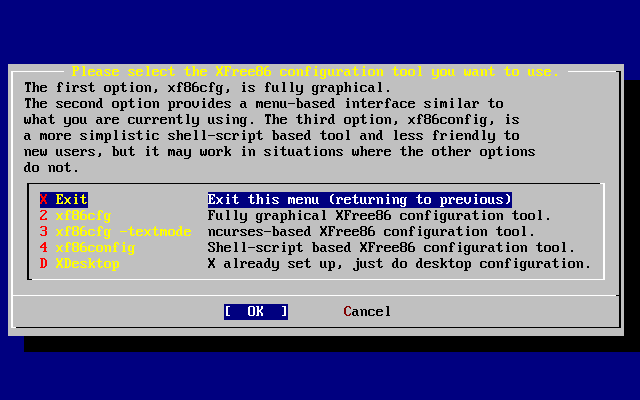 Please select the XFree86 configuration tool you want to use.
The first option, xf86cfg, is fully graphical.
The second option provides a menu-based interface similar to
what you are currently using. The third option, xf86config, is
a more simplistic shell-script based tool and less friendly to
new users, but it may work in situations where the other options
do not.
X Exit Exit this menu (returning to previous)
2 xf86cfg Fully graphical XFree86 configuration tool.
3 xf86cfg -textmode ncurses-based XFree86 configuration tool.
4 xf86config Shell-script based XFree86 configuration tool.
D XDesktop X already set up, just do desktop configuration.
[ OK ] Cancel